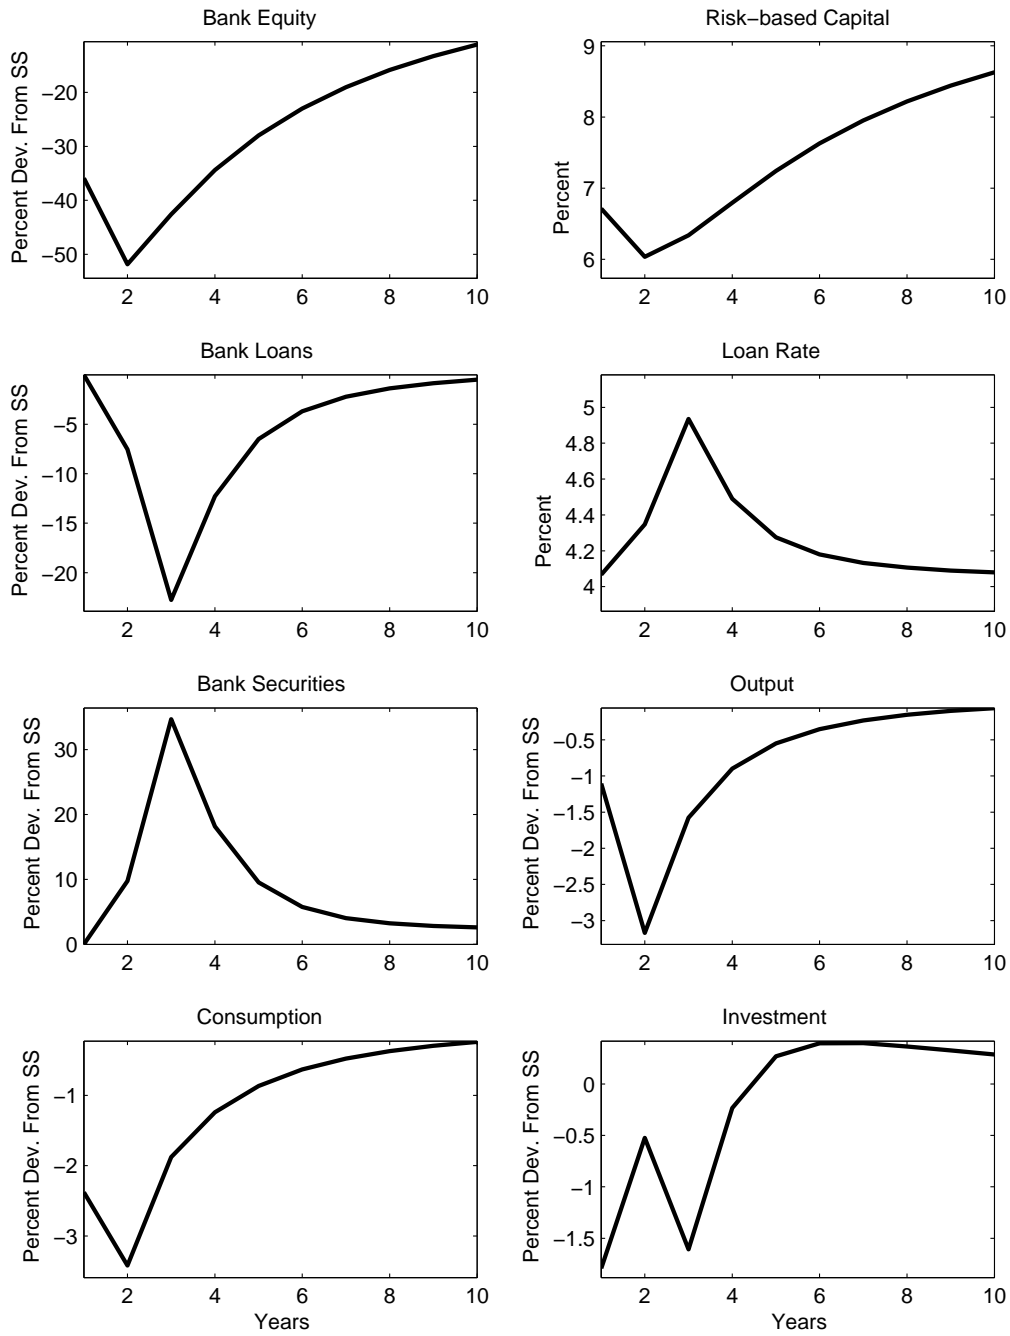 Bank Equity
Percent Dev. From SS
−20
−30
−40
−50
2 4 6 8 10
Risk−based Capital
Percent
9
8
7
6
2 4 6 8 10
Bank Loans
Percent Dev. From SS
−5
−10
−15
−20
2 4 6 8 10
Loan Rate
Percent
5
4.8
4.6
4.4
4.2
4
2 4 6 8 10
Bank Securities
Percent Dev. From SS
30
20
10
0
2 4 6 8 10
Output
Percent Dev. From SS
−0.5
−1
−1.5
−2
−2.5
−3
2 4 6 8 10
Consumption
Percent Dev. From SS
−1
−2
−3
2 4 6 8 10
Years
Investment
Percent Dev. From SS
0
−0.5
−1
−1.5
2 4 6 8 10
Years